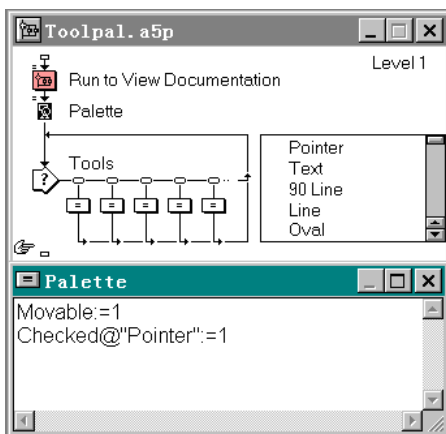 Toolpal.a5p
Level 1
Run to View Documentation
Palette
Tools
Pointer
Text
90 Line
Line
Oval
Palette
Movable:=1
Checked@"Pointer":=1